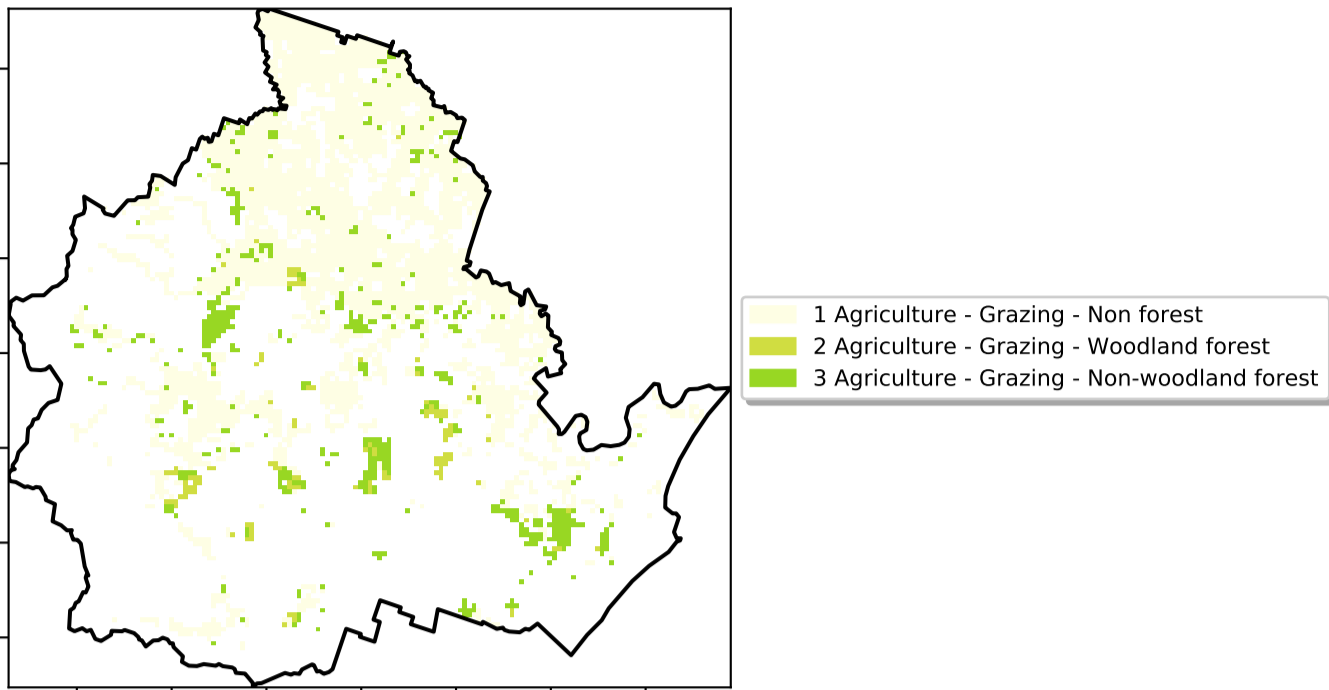 1 Agriculture - Grazing - Non forest
2 Agriculture - Grazing - Woodland forest
3 Agriculture - Grazing - Non-woodland forest